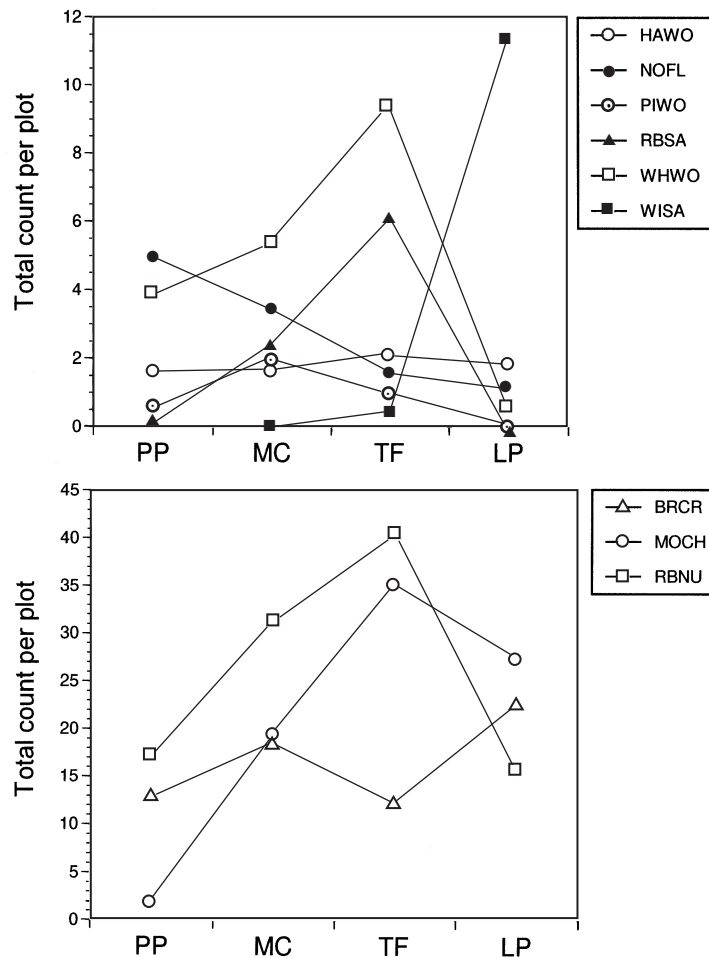 Total count per plot
12
10
8
6
4
2
0
PP MC TF LP
HAWO
NOFL
PIWO
RBSA
WHWO
WISA
Total count per plot
45
40
35
30
25
20
15
10
5
0
PP MC TF LP
BRCR
MOCH
RBNU